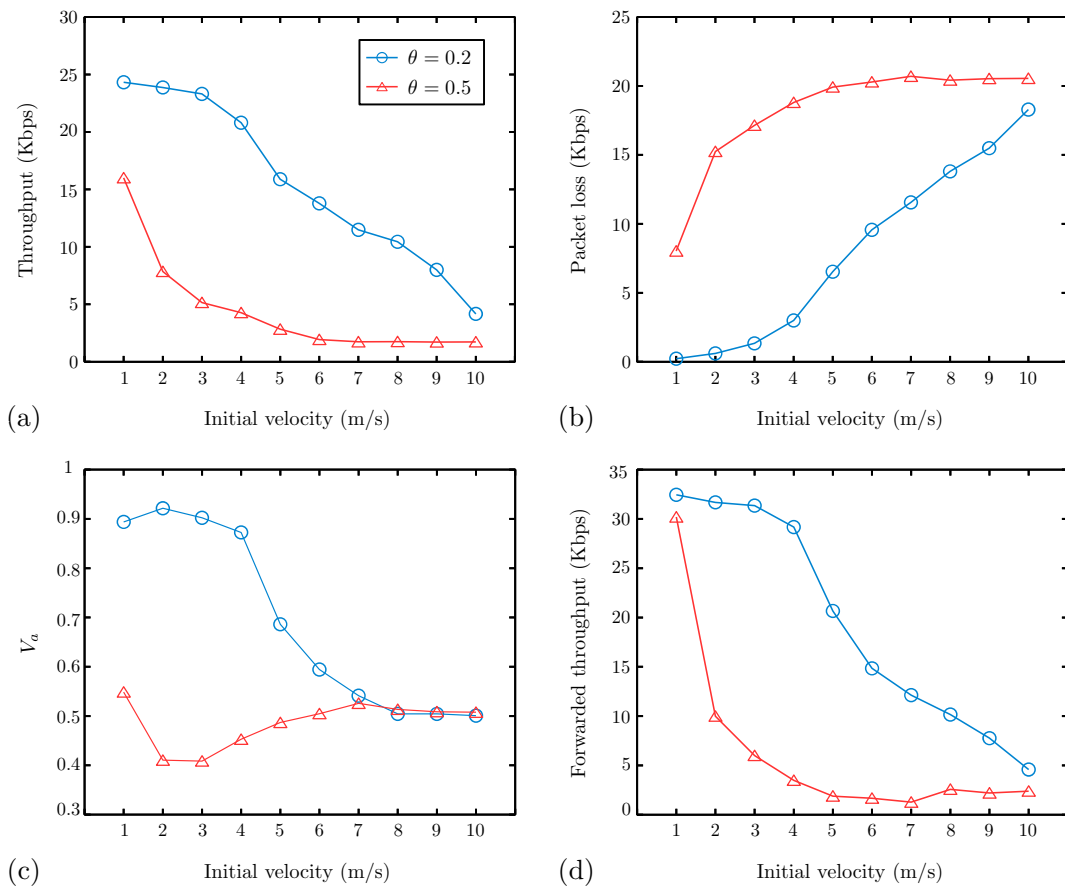 30
25
20
15
10
5
0
1 2 3 4 5 6 7 8 9 10
Throughput (Kbps)
Initial velocity (m/s)
θ = 0.2
θ = 0.5
(a)
25
20
15
10
5
0
1 2 3 4 5 6 7 8 9 10
Packet loss (Kbps)
Initial velocity (m/s)
(b)
1
0.9
0.8
0.7
0.6
0.5
0.4
0.3
1 2 3 4 5 6 7 8 9 10
V_a
Initial velocity (m/s)
(c)
35
30
25
20
15
10
5
0
1 2 3 4 5 6 7 8 9 10
Forwarded throughput (Kbps)
Initial velocity (m/s)
(d)